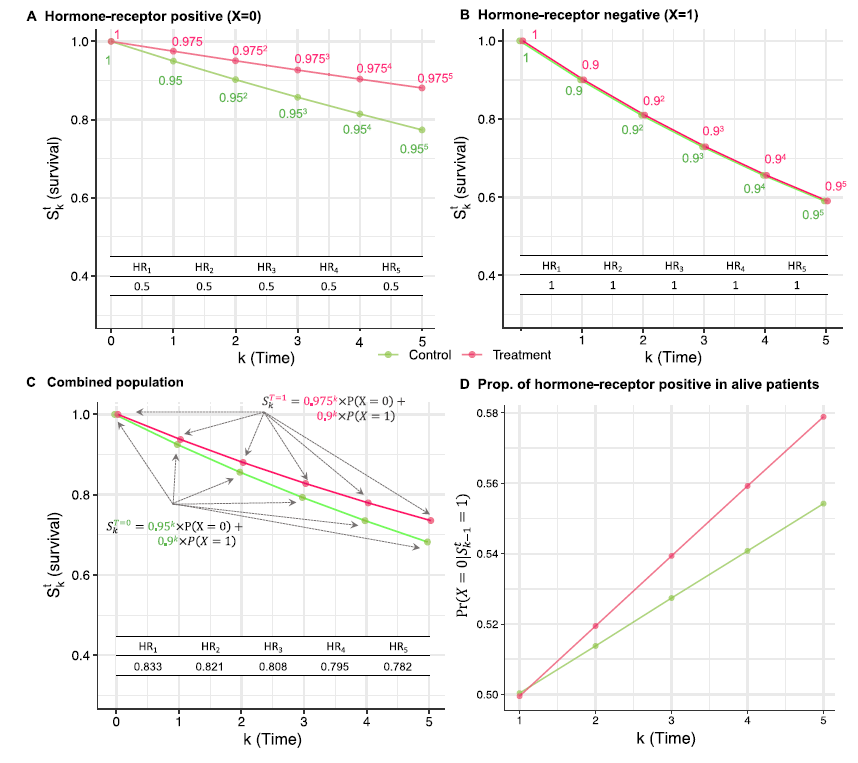 A Hormone-receptor positive (X=0)
1.0
0.8
0.6
0.4
S_k^t (survival)
1
0.975
0.975²
0.975³
0.975⁴
0.975⁵
1
0.95
0.95²
0.95³
0.95⁴
0.95⁵
HR₁ HR₂ HR₃ HR₄ HR₅
0.5 0.5 0.5 0.5 0.5
0 1 2 3 4 5
k (Time)
B Hormone-receptor negative (X=1)
1.0
0.8
0.6
0.4
S_k^t (survival)
1
0.9
0.9²
0.9³
0.9⁴
0.9⁵
1
0.9
0.9²
0.9³
0.9⁴
0.9⁵
HR₁ HR₂ HR₃ HR₄ HR₅
1 1 1 1 1
1 2 3 4 5
k (Time)
Control Treatment
C Combined population
1.0
0.8
0.6
0.4
S_k^t (survival)
S_k^{T=1} = 0.975^k×P(X = 0) +
0.9^k×P(X = 1)
S_k^{T=0} = 0.95^k×P(X = 0) +
0.9^k×P(X = 1)
HR₁ HR₂ HR₃ HR₄ HR₅
0.833 0.821 0.808 0.795 0.782
0 1 2 3 4 5
k (Time)
D Prop. of hormone-receptor positive in alive patients
0.58
0.56
0.54
0.52
0.50
Pr(X = 0|S_{k−1}^t = 1)
1 2 3 4 5
k (Time)